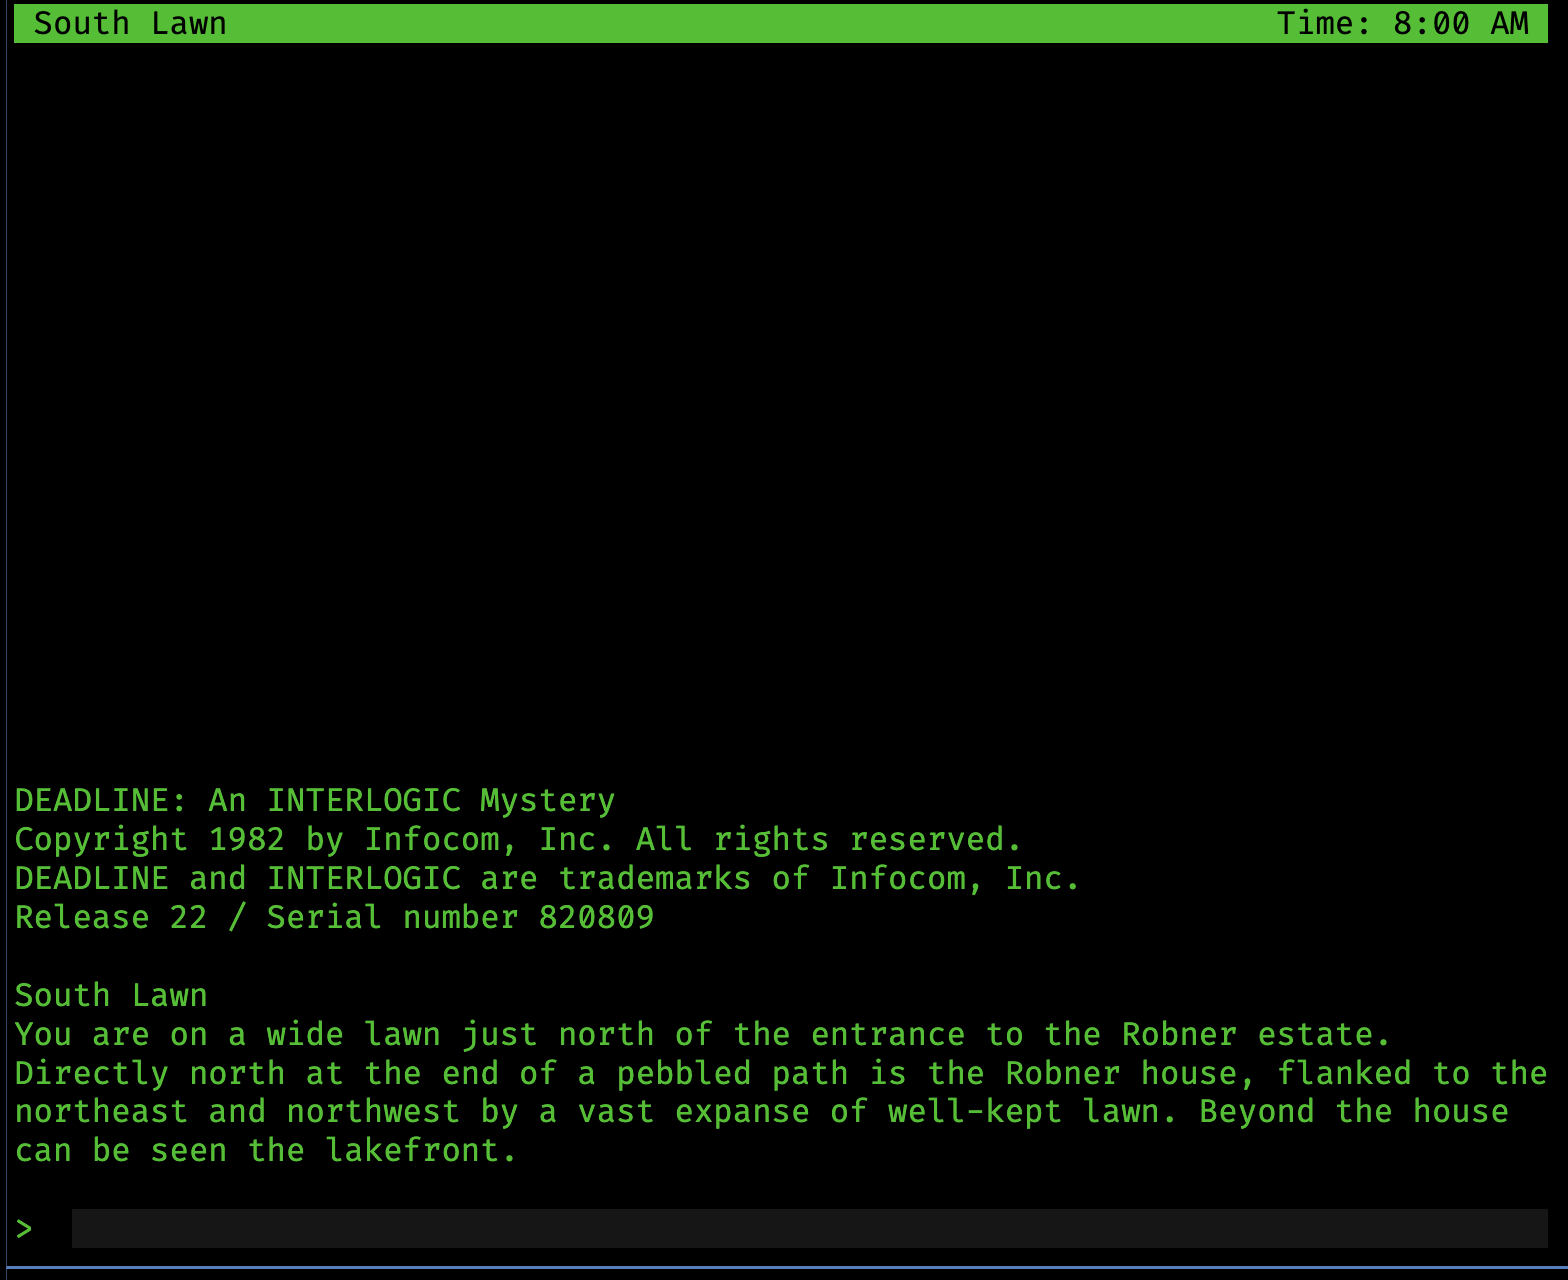 South Lawn Time: 8:00 AM
DEADLINE: An INTERLOGIC Mystery
Copyright 1982 by Infocom, Inc. All rights reserved.
DEADLINE and INTERLOGIC are trademarks of Infocom, Inc.
Release 22 / Serial number 820809
South Lawn
You are on a wide lawn just north of the entrance to the Robner estate.
Directly north at the end of a pebbled path is the Robner house, flanked to the
northeast and northwest by a vast expanse of well-kept lawn. Beyond the house
can be seen the lakefront.
>